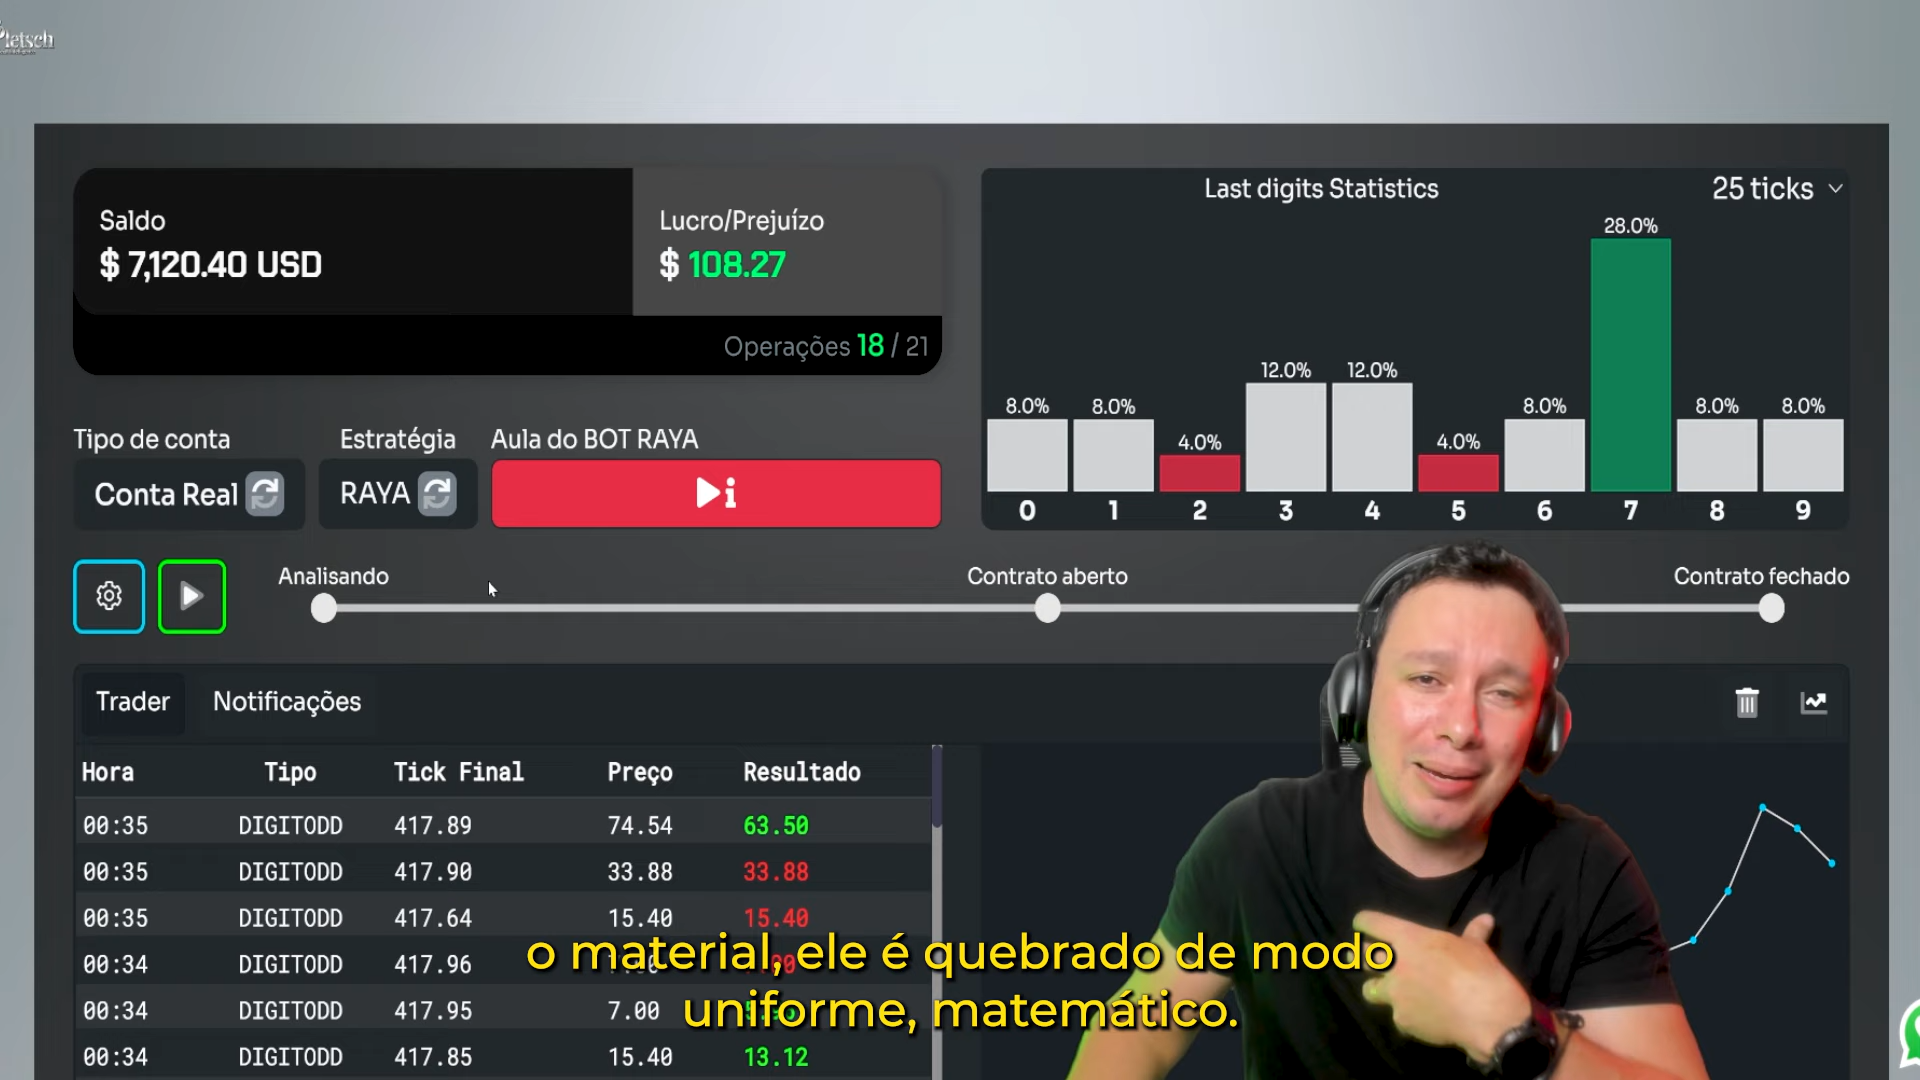 letsch
Saldo
$ 7,120.40 USD
Lucro/Prejuízo
$ 108.27
Operações 18 / 21
Last digits Statistics
25 ticks
8.0%
8.0%
4.0%
12.0%
12.0%
4.0%
8.0%
28.0%
8.0%
8.0%
0 1 2 3 4 5 6 7 8 9
Tipo de conta
Conta Real
Estratégia
RAYA
Aula do BOT RAYA
Analisando
Contrato aberto
Contrato fechado
Trader
Notificações
Hora Tipo Tick Final Preço Resultado
00:35 DIGITODD 417.89 74.54 63.50
00:35 DIGITODD 417.90 33.88 33.88
00:35 DIGITODD 417.64 15.40 15.40
00:34 DIGITODD 417.96
00:34 DIGITODD 417.95 7.00
00:34 DIGITODD 417.85 15.40 13.12
o material, ele é quebrado de modo
uniforme, matemático.